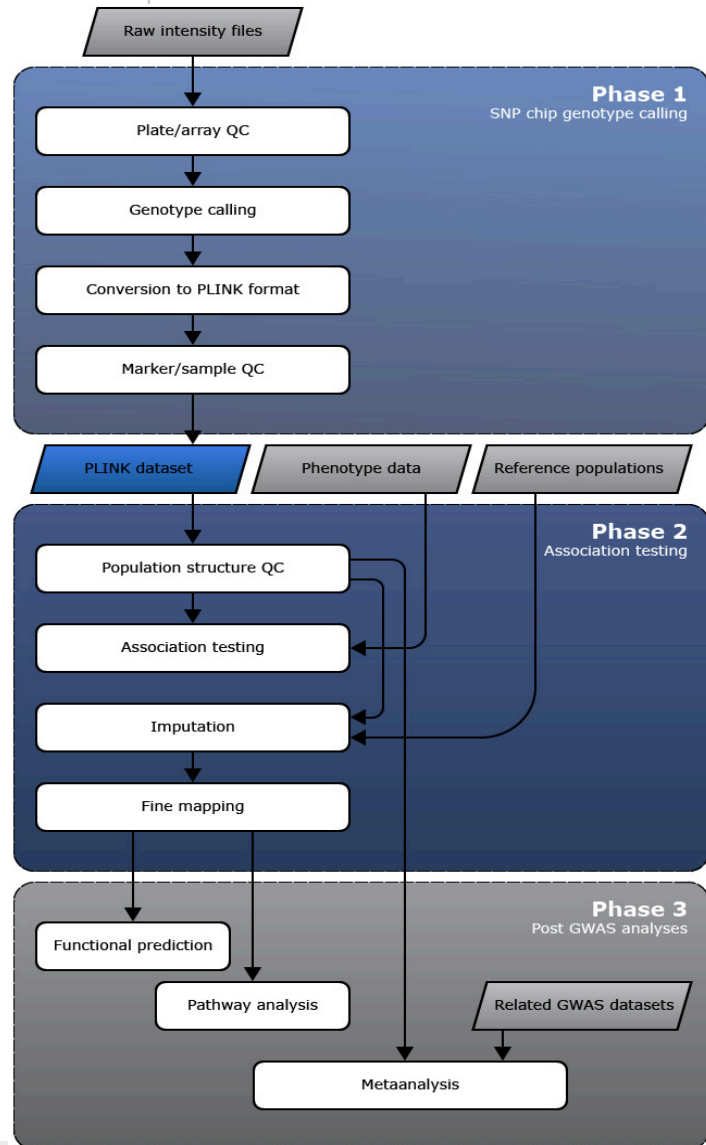 Raw intensity files
Phase 1
SNP chip genotype calling
Plate/array QC
Genotype calling
Conversion to PLINK format
Marker/sample QC
PLINK dataset
Phenotype data
Reference populations
Phase 2
Association testing
Population structure QC
Association testing
Imputation
Fine mapping
Phase 3
Post GWAS analyses
Functional prediction
Pathway analysis
Related GWAS datasets
Metaanalysis